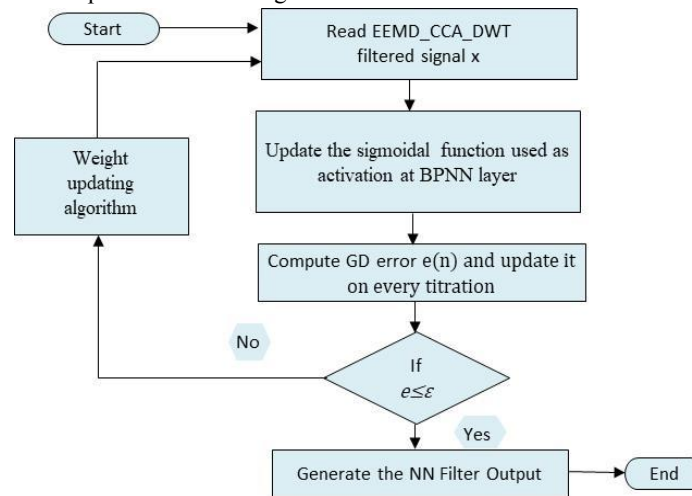 Start
Read EEMD_CCA_DWT
filtered signal x
Weight
updating
algorithm
Update the sigmoidal function used as
activation at BPNN layer
Compute GD error e(n) and update it
on every titration
No
If
e≤ε
Yes
Generate the NN Filter Output
End